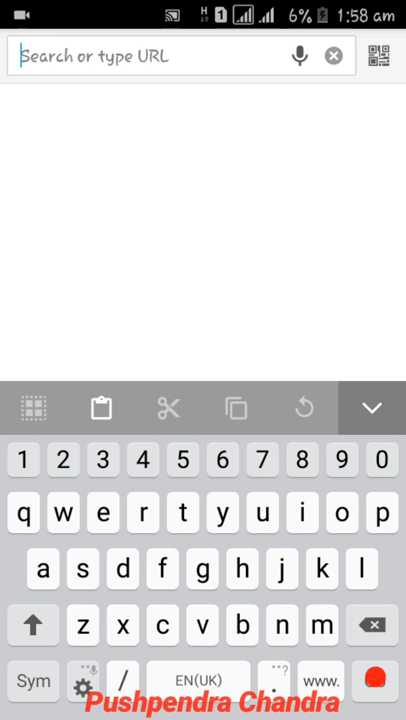 H 1 6% 1:58 am
Search or type URL
1 2 3 4 5 6 7 8 9 0
q w e r t y u i o p
a s d f g h j k l
z x c v b n m
Sym / EN(UK) ...? . www.
Pushpendra Chandra